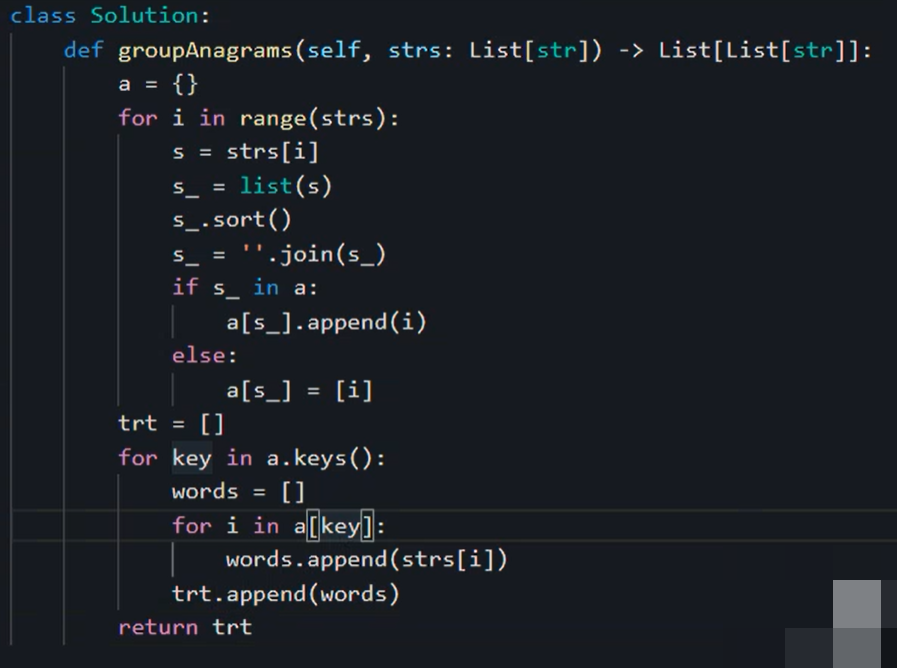 class Solution:
    def groupAnagrams(self, strs: List[str]) -> List[List[str]]:
        a = {}
        for i in range(strs):
            s = strs[i]
            s_ = list(s)
            s_.sort()
            s_ = ''.join(s_)
            if s_ in a:
                a[s_].append(i)
            else:
                a[s_] = [i]
        trt = []
        for key in a.keys():
            words = []
            for i in a[key]:
                words.append(strs[i])
            trt.append(words)
        return trt